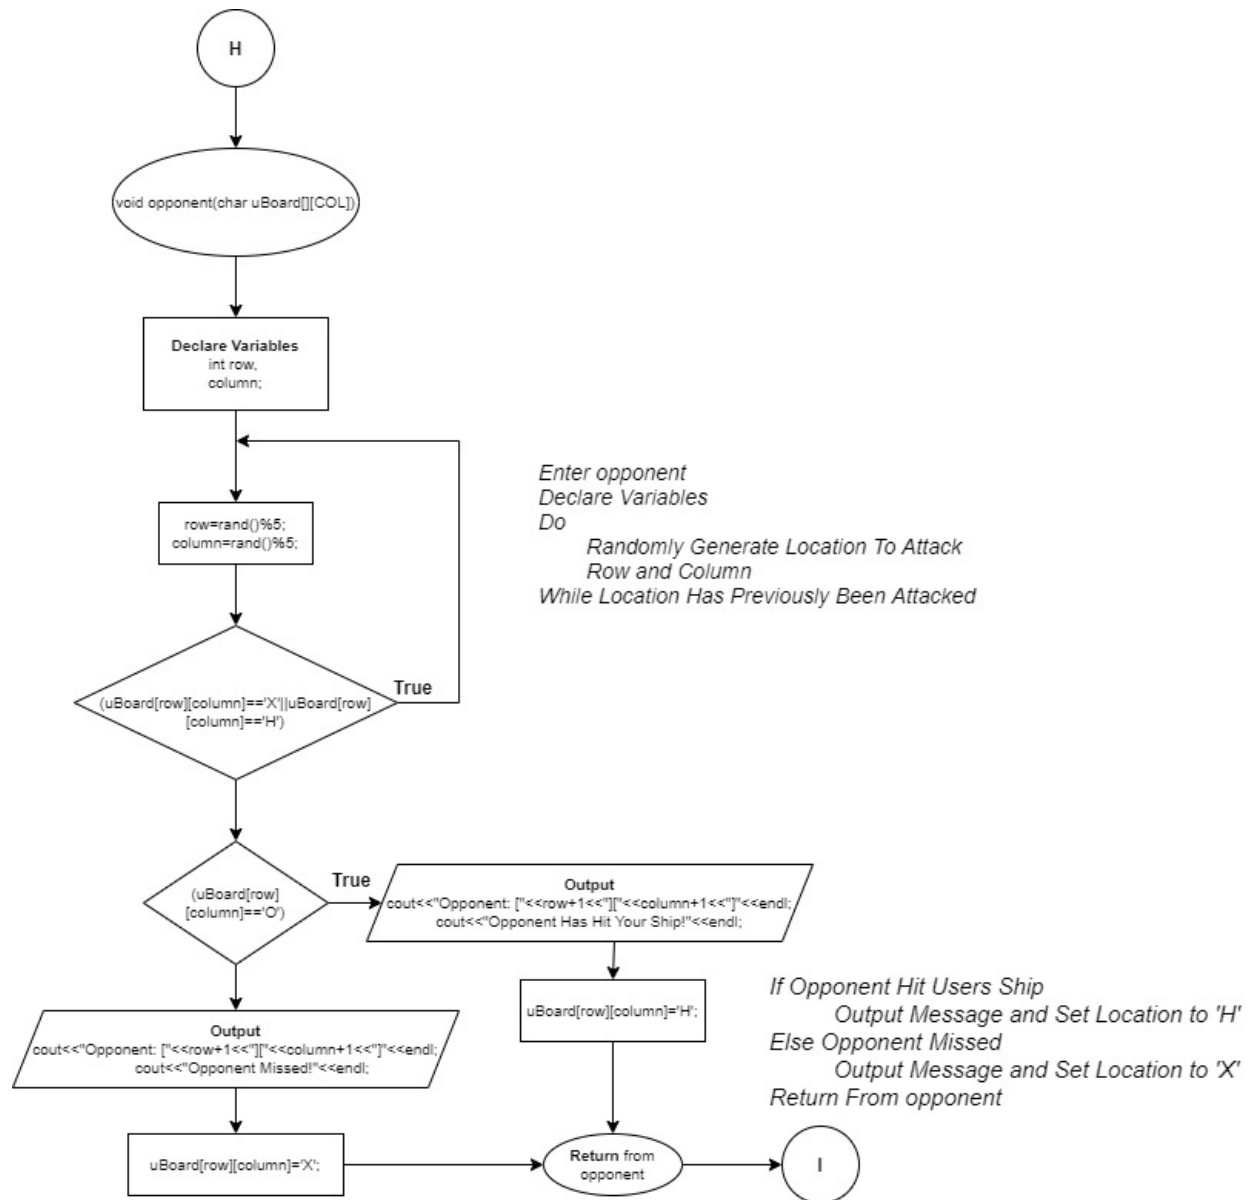 H
void opponent(char uBoard[][COL])
Declare Variables
int row,
column;
row=rand()%5;
column=rand()%5;
Enter opponent
Declare Variables
Do
Randomly Generate Location To Attack
Row and Column
While Location Has Previously Been Attacked
(uBoard[row][column]=='X'||uBoard[row]
[column]=='H')
True
(uBoard[row]
[column]=='O')
True
Output
cout<<"Opponent: ["<<row+1<<"]["<<column+1<<"]"<<endl;
cout<<"Opponent Has Hit Your Ship!"<<endl;
uBoard[row][column]='H';
Output
cout<<"Opponent: ["<<row+1<<"]["<<column+1<<"]"<<endl;
cout<<"Opponent Missed!"<<endl;
uBoard[row][column]='X';
If Opponent Hit Users Ship
Output Message and Set Location to 'H'
Else Opponent Missed
Output Message and Set Location to 'X'
Return From opponent
Return from
opponent
I